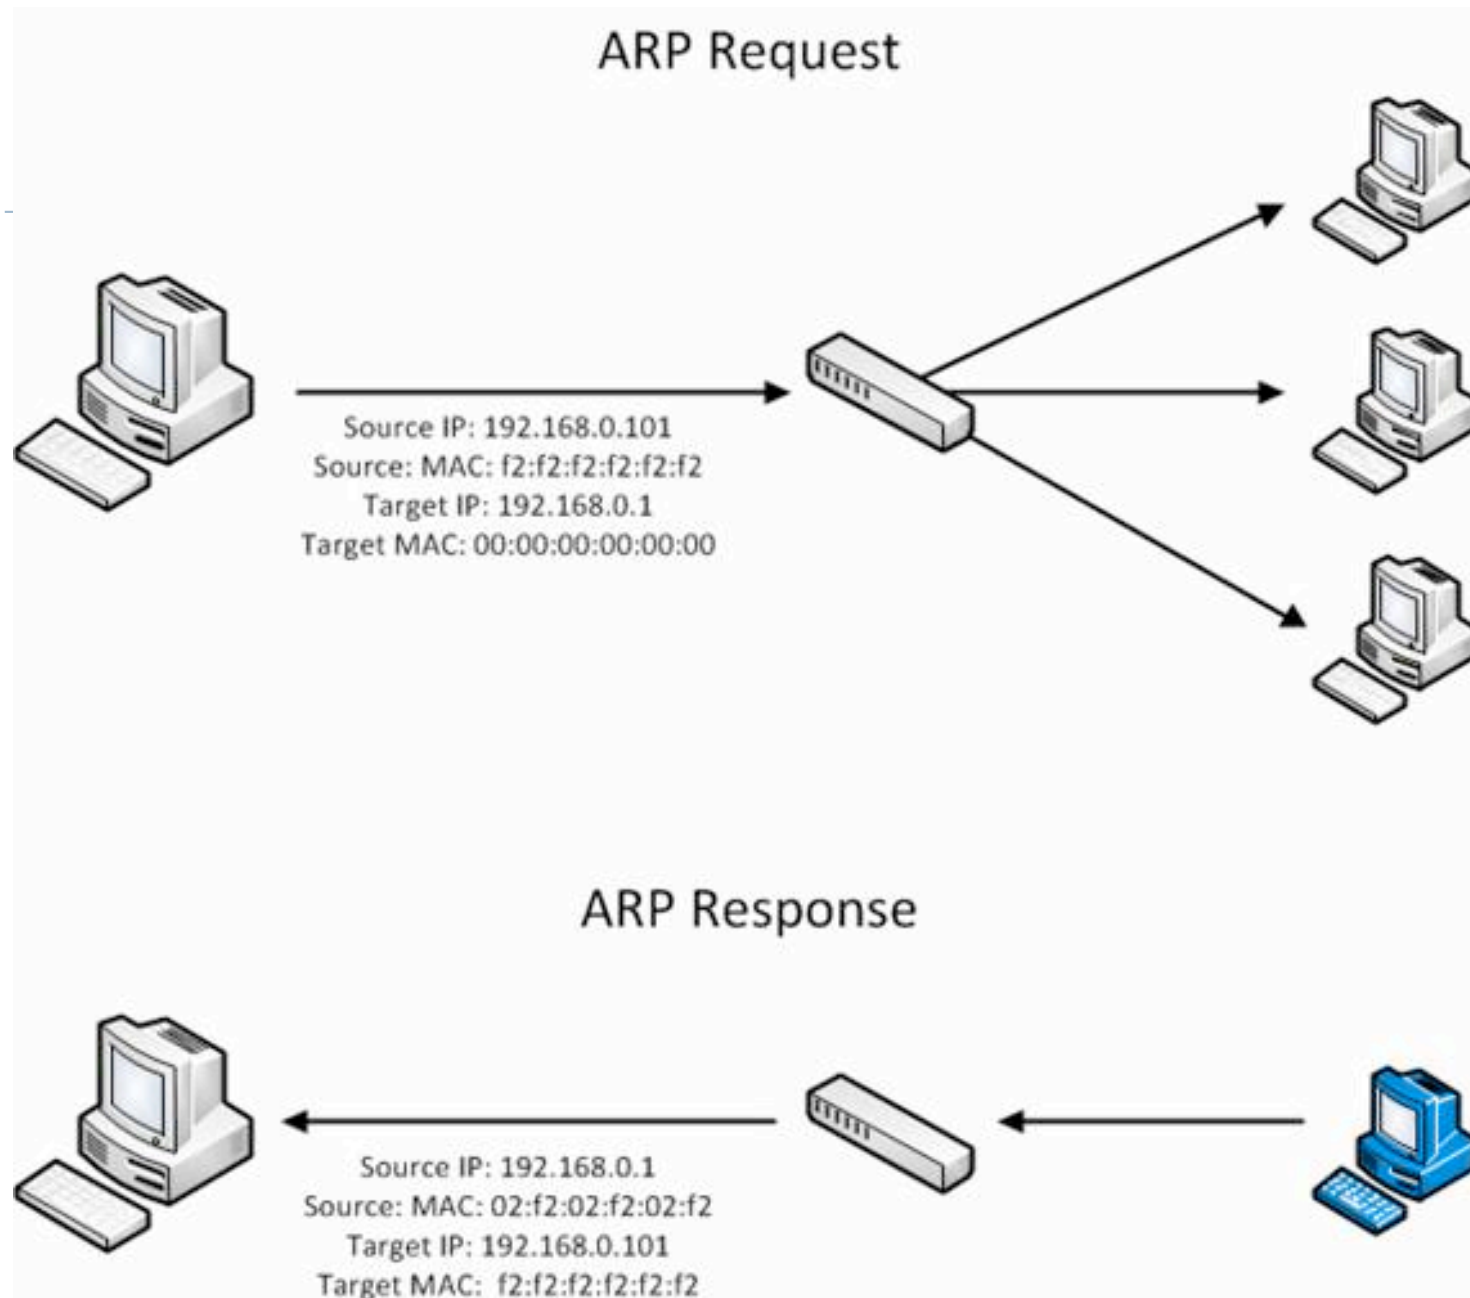 ARP Request
Source IP: 192.168.0.101
Source: MAC: f2:f2:f2:f2:f2:f2
Target IP: 192.168.0.1
Target MAC: 00:00:00:00:00:00
ARP Response
Source IP: 192.168.0.1
Source: MAC: 02:f2:02:f2:02:f2
Target IP: 192.168.0.101
Target MAC: f2:f2:f2:f2:f2:f2